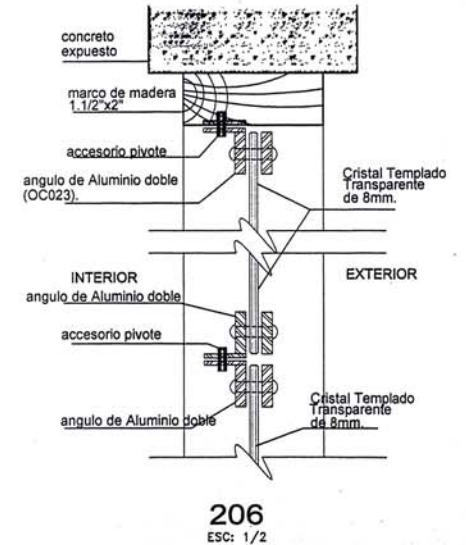 concreto
expuesto
marco de madera
1.1/2"x2"
accesorio pivote
angulo de Aluminio doble
(OC023).
Cristal Templado
Transparente
de 8mm.
INTERIOR
EXTERIOR
angulo de Aluminio doble
accesorio pivote
angulo de Aluminio doble
Cristal Templado
Transparente
de 8mm.
206
ESC: 1/2